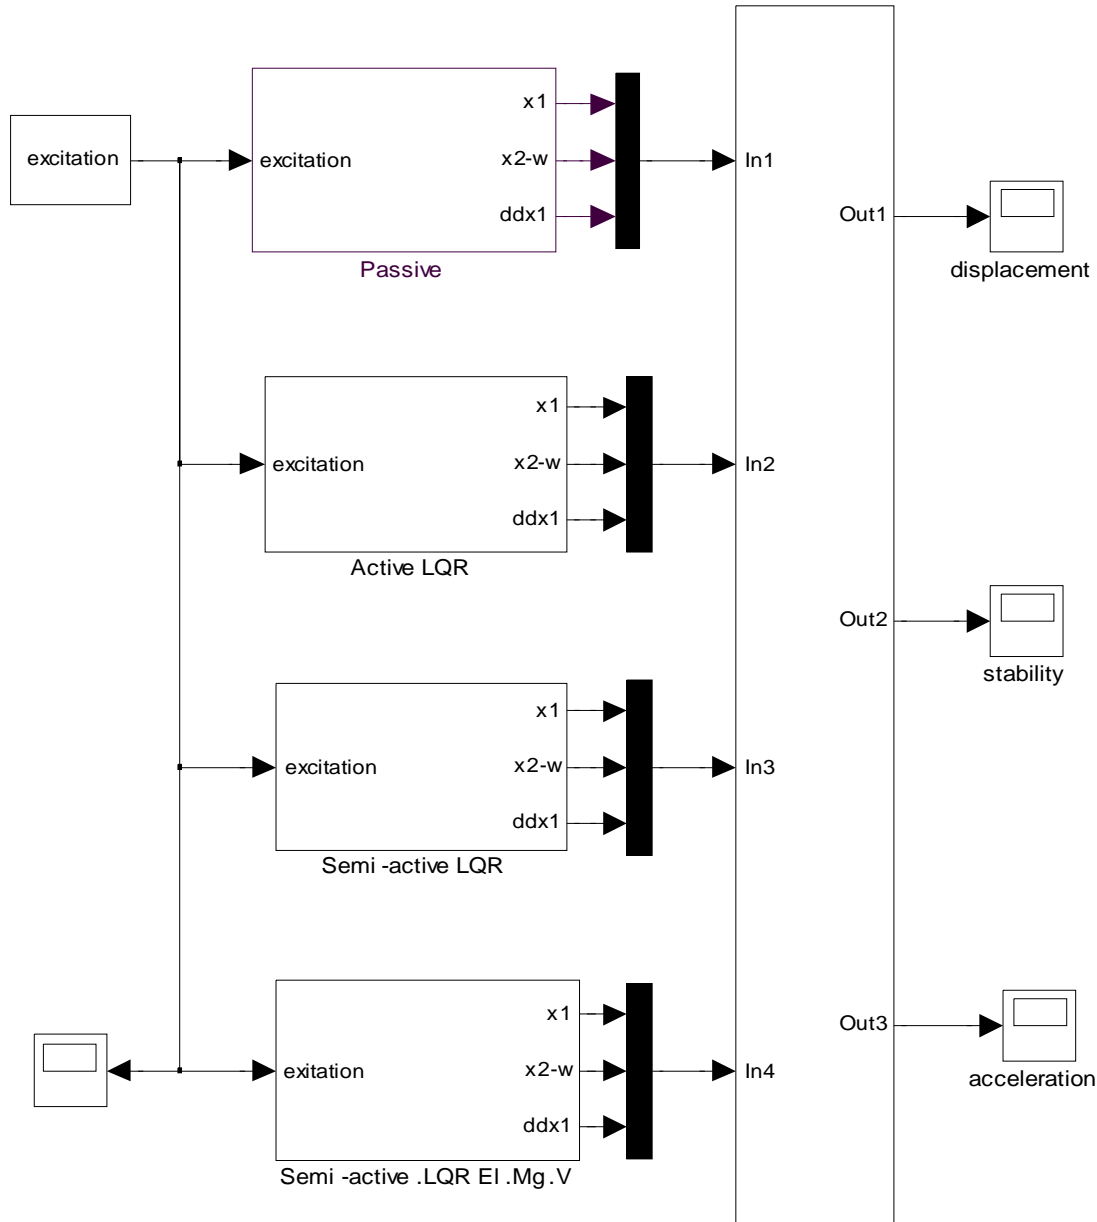 excitation
excitation
x1
x2-w
ddx1
Passive
In1
Out1
displacement
excitation
x1
x2-w
ddx1
Active LQR
In2
Out2
stability
excitation
x1
x2-w
ddx1
Semi -active LQR
In3
Out3
acceleration
exitation
x1
x2-w
ddx1
Semi -active .LQR El .Mg.V
In4